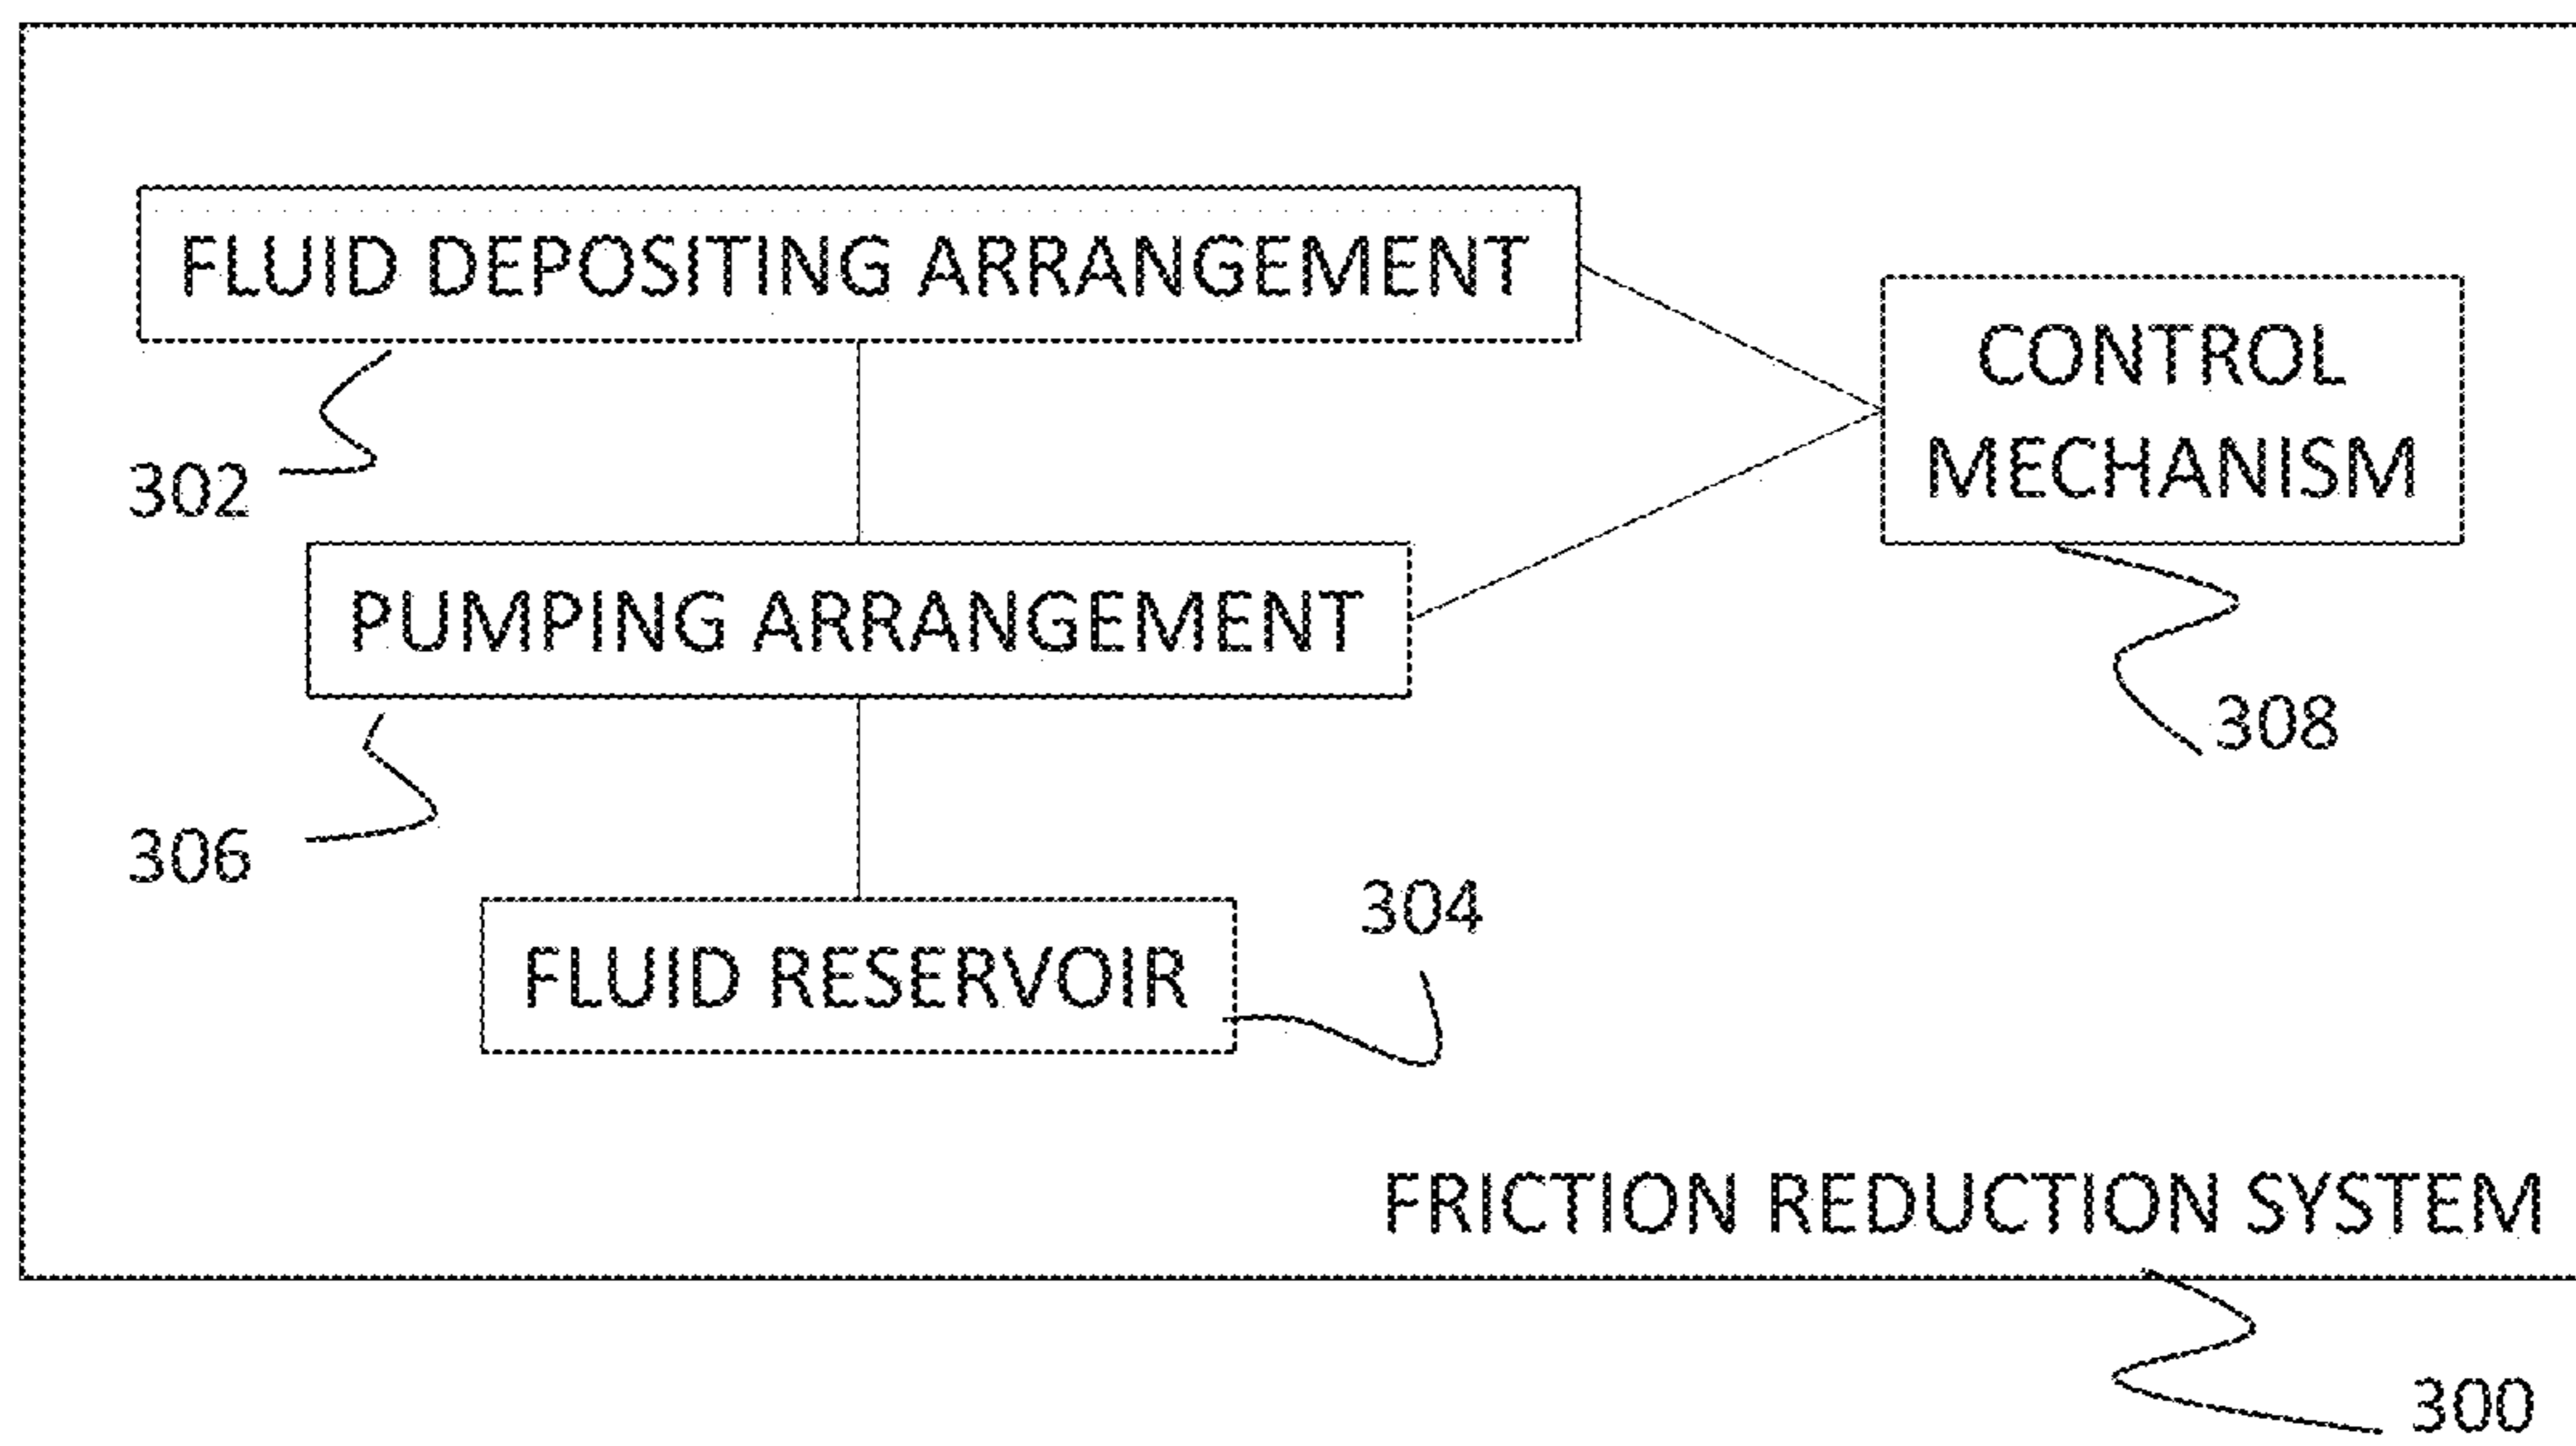 FLUID DEPOSITING ARRANGEMENT
CONTROL
MECHANISM
302
PUMPING ARRANGEMENT
308
306
304
FLUID RESERVOIR
FRICTION REDUCTION SYSTEM
300